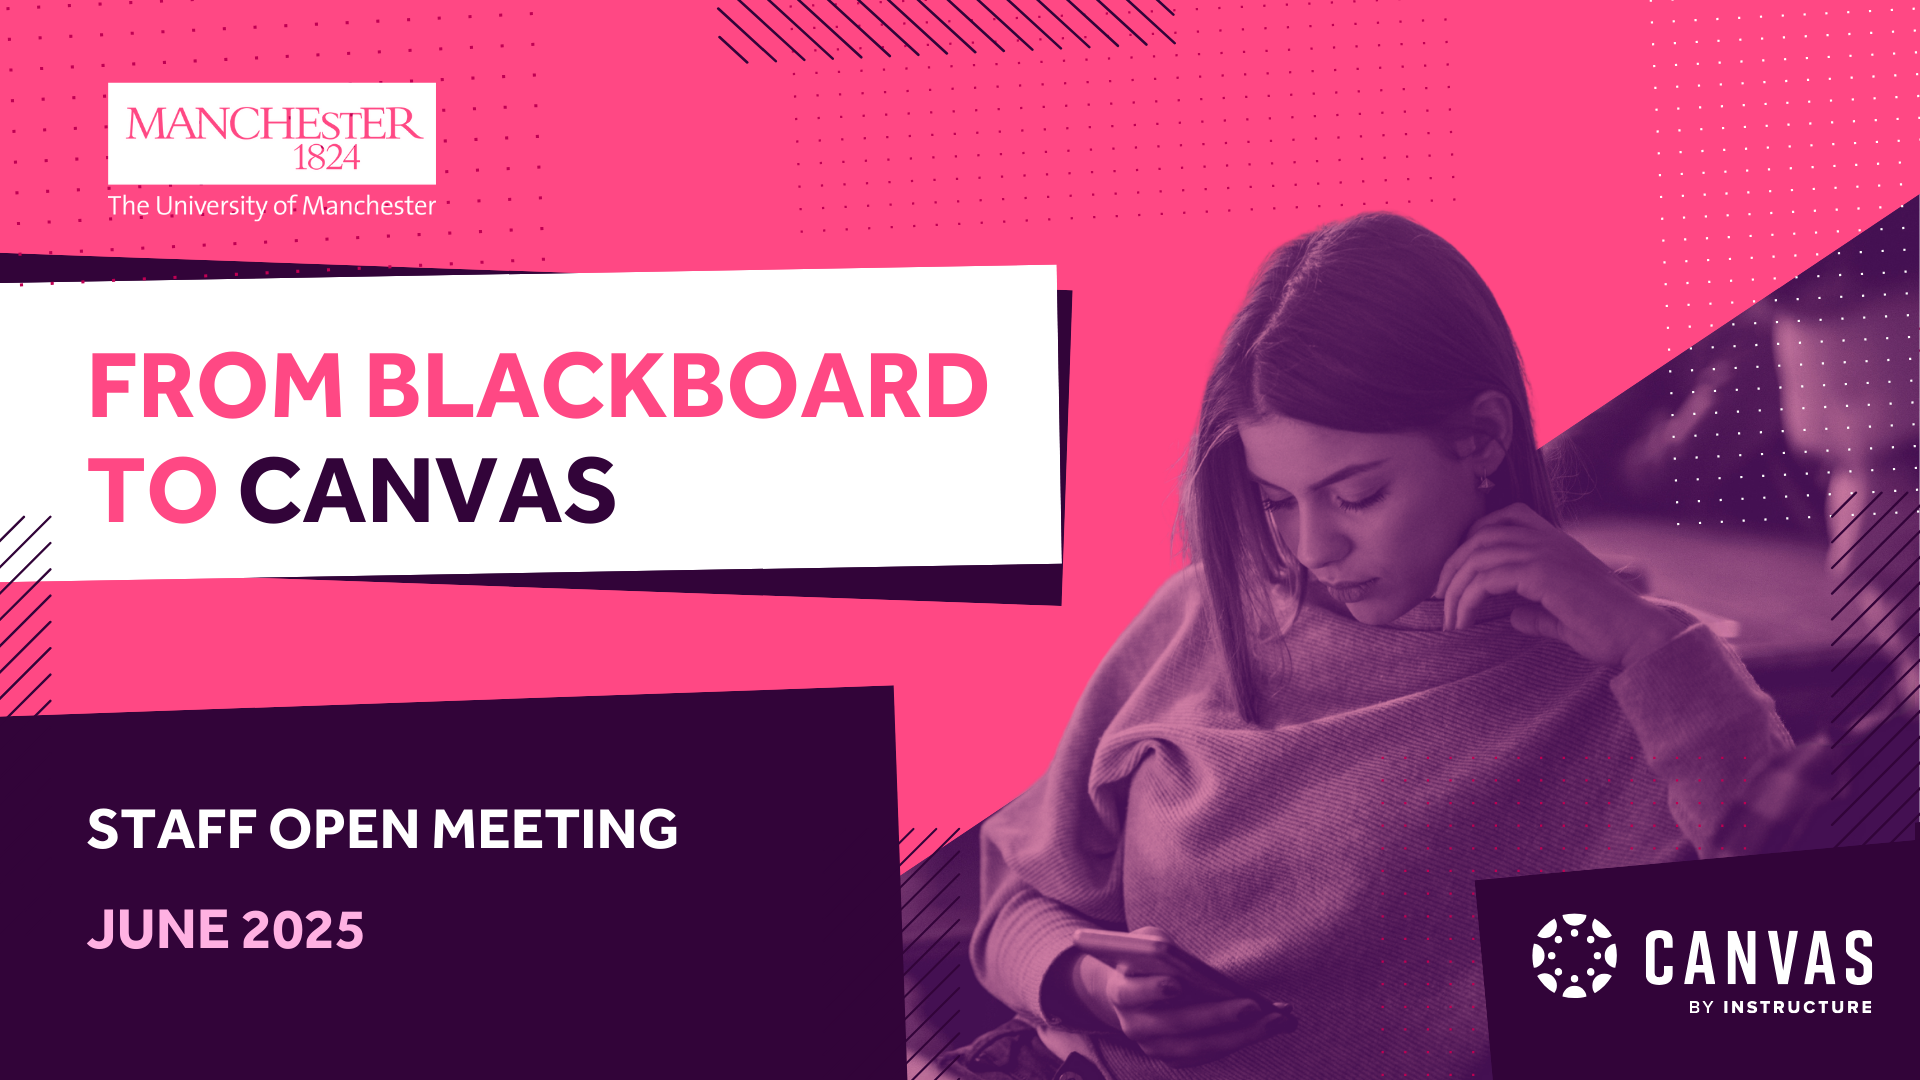 MANCHEsTER
1824
The University of Manchester
FROM BLACKBOARD
TO CANVAS
STAFF OPEN MEETING
JUNE 2025
CANVAS
BY INSTRUCTURE